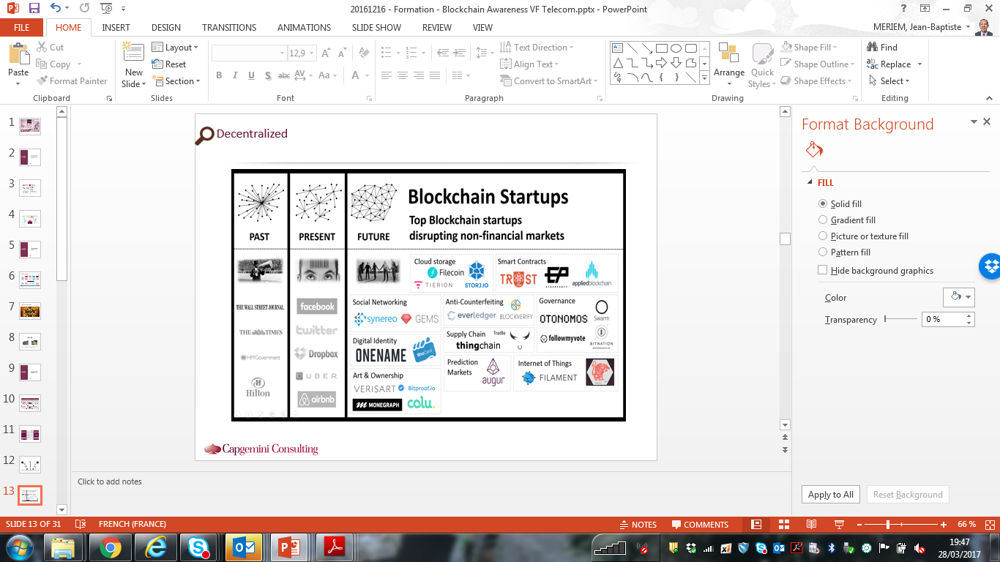 20161216 - Formation - Blockchain Awareness VF Telecom.pptx - PowerPoint
FILE HOME INSERT DESIGN TRANSITIONS ANIMATIONS SLIDE SHOW REVIEW VIEW MERIEM, Jean-Baptiste
Paste
Cut
Copy
Format Painter
Clipboard
New Slide
Layout
Reset
Section
Slides
12,9
B I U S abc AV Aa A
Font
Text Direction
Align Text
Convert to SmartArt
Paragraph
Arrange
Quick Styles
Shape Fill
Shape Outline
Shape Effects
Drawing
Find
Replace
Select
Editing
1
2
3
4
5
6
7
8
9
10
11
12
13
Decentralized
PAST
PRESENT
FUTURE
Blockchain Startups
Top Blockchain startups
disrupting non-financial markets
THE WALL STREET JOURNAL
THE TIMES
HM Government
Hilton
facebook
twitter
Dropbox
UBER
airbnb
Cloud storage
Filecoin
TIERION
STORJ.IO
Smart Contracts
TRUST
EP
ETHERPARTY
appliedblockchain
Social Networking
synereo
GEMS
Anti-Counterfeiting
everledger
BLOCKVERIFY
Governance
OTONOMOS
Swarm
followmyvote
BITNATION
Digital Identity
ONENAME
ShoCard
Supply Chain
Tradle
thingchain
Prediction
Markets
augur
Internet of Things
FILAMENT
Art & Ownership
VERISART
Bitproof.io
MONEGRAPH
colu.
Capgemini Consulting
Click to add notes
Format Background
FILL
Solid fill
Gradient fill
Picture or texture fill
Pattern fill
Hide background graphics
Color
Transparency
0 %
Apply to All
Reset Background
SLIDE 13 OF 31
FRENCH (FRANCE)
NOTES
COMMENTS
66 %
19:47
28/03/2017